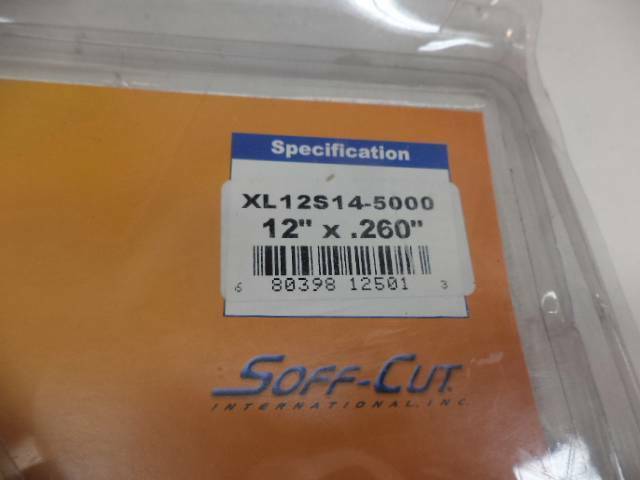 Specification
XL12S14-5000
12" x .260"
6 80398 12501 3
SOFF-CUT
INTERNATIONAL, INC.